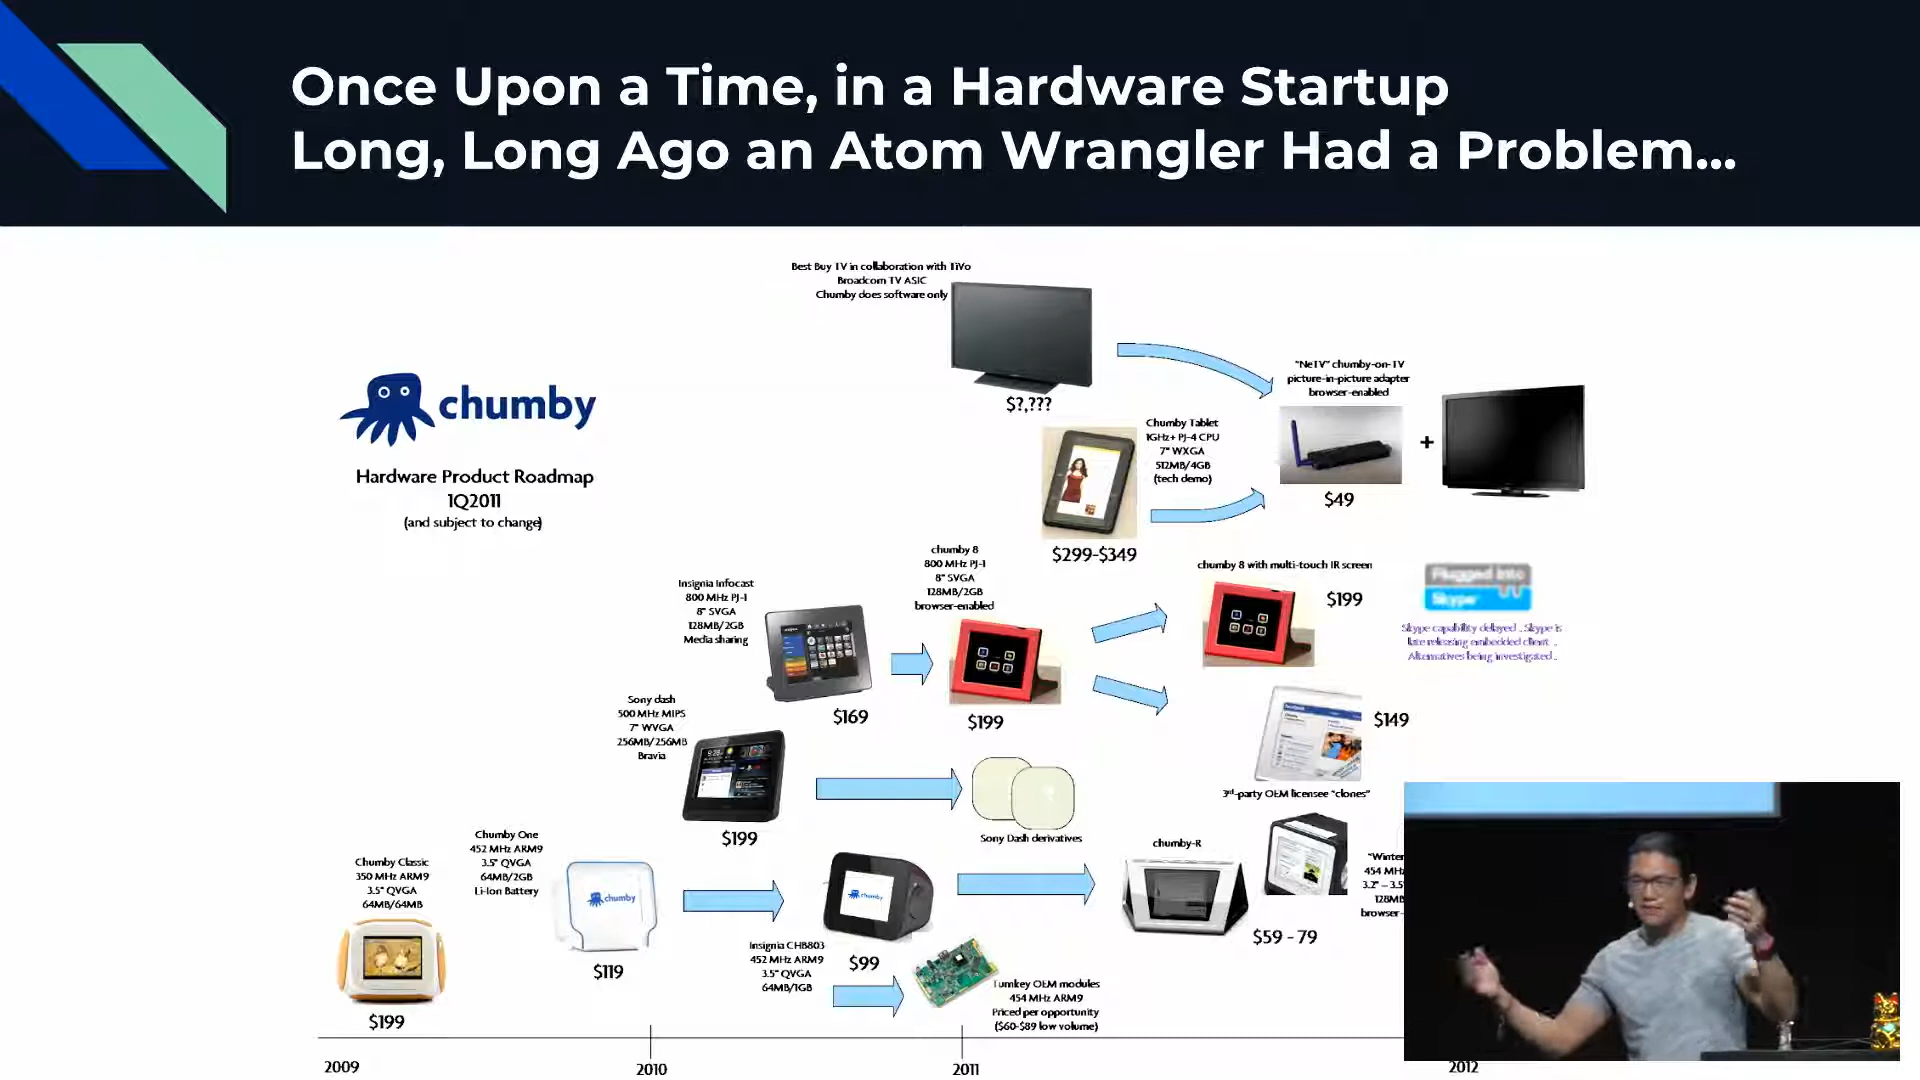 Once Upon a Time, in a Hardware Startup
Long, Long Ago an Atom Wrangler Had a Problem...
Best Buy TV in collaboration with TiVo
Broadcom TV ASIC
Chumby does software only
$?,???
"NeTV" chumby-on-TV
picture-in-picture adapter
browser-enabled
+
$49
chumby
Hardware Product Roadmap
1Q2011
(and subject to change)
Chumby Tablet
1GHz+ PJ-4 CPU
7" WXGA
512MB/4GB
(tech demo)
$299-$349
chumby 8
800 MHz PJ-1
8" SVGA
128MB/2GB
browser-enabled
$199
chumby 8 with multi-touch IR screen
$199
Plugged into
Skype
Skype capability delayed.. Skype is
late releasing embedded client..
Alternatives being investigated..
Insignia Infocast
800 MHz PJ-1
8" SVGA
128MB/2GB
Media sharing
$169
$149
3rd-party OEM licensee "clones"
Sony dash
500 MHz MIPS
7" WVGA
256MB/256MB
Bravia
$199
Sony Dash derivatives
Chumby One
452 MHz ARM9
3.5" QVGA
64MB/2GB
Li-Ion Battery
chumby
$119
chumby
chumby-R
$59 - 79
"Winter
454 MH
3.2" – 3.5
128MB
browser-
Chumby Classic
350 MHz ARM9
3.5" QVGA
64MB/64MB
$199
Insignia CHB803
452 MHz ARM9
3.5" QVGA
64MB/1GB
$99
Turnkey OEM modules
454 MHz ARM9
Priced per opportunity
($60-$89 low volume)
2009
2010
2011
2012